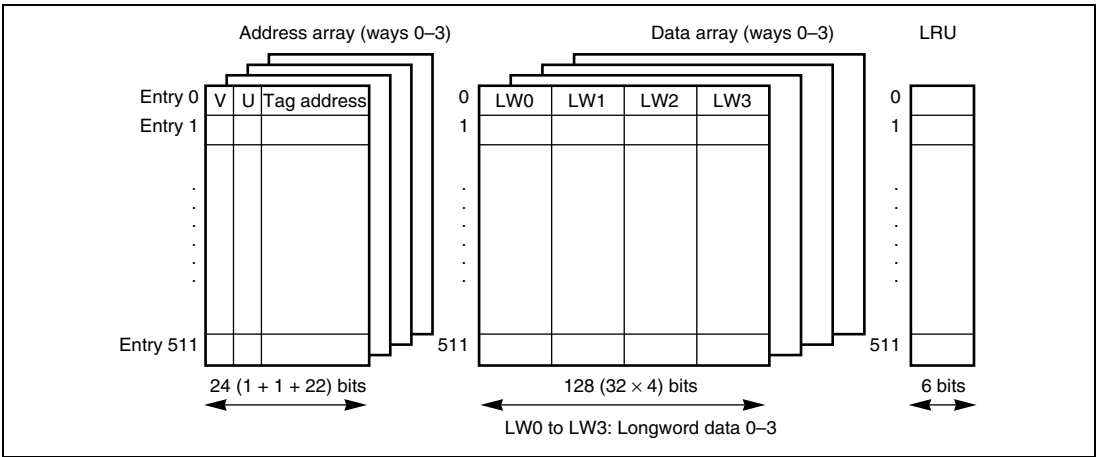 Address array (ways 0–3) Data array (ways 0–3) LRU
Entry 0 V U Tag address 0 LW0 LW1 LW2 LW3 0
Entry 1 1 1
Entry 511 511 511
24 (1 + 1 + 22) bits 128 (32 × 4) bits 6 bits
LW0 to LW3: Longword data 0–3